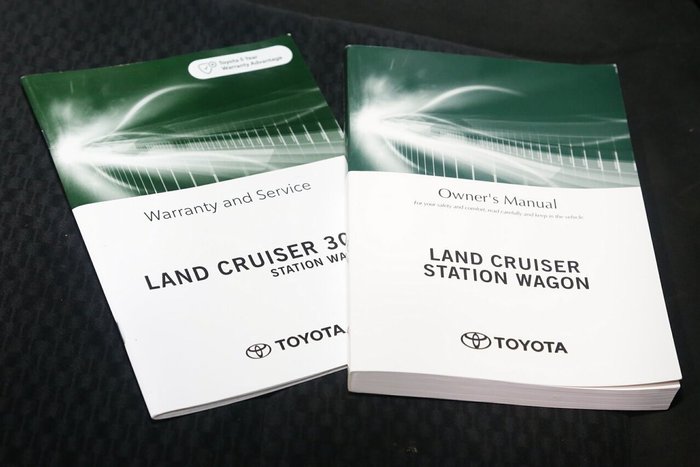 Toyota 5 Year
Warranty Advantage
Warranty and Service
LAND CRUISER 30
STATION WA
TOYOTA
Owner's Manual
For your safety and comfort, read carefully and keep in the vehicle.
LAND CRUISER
STATION WAGON
TOYOTA